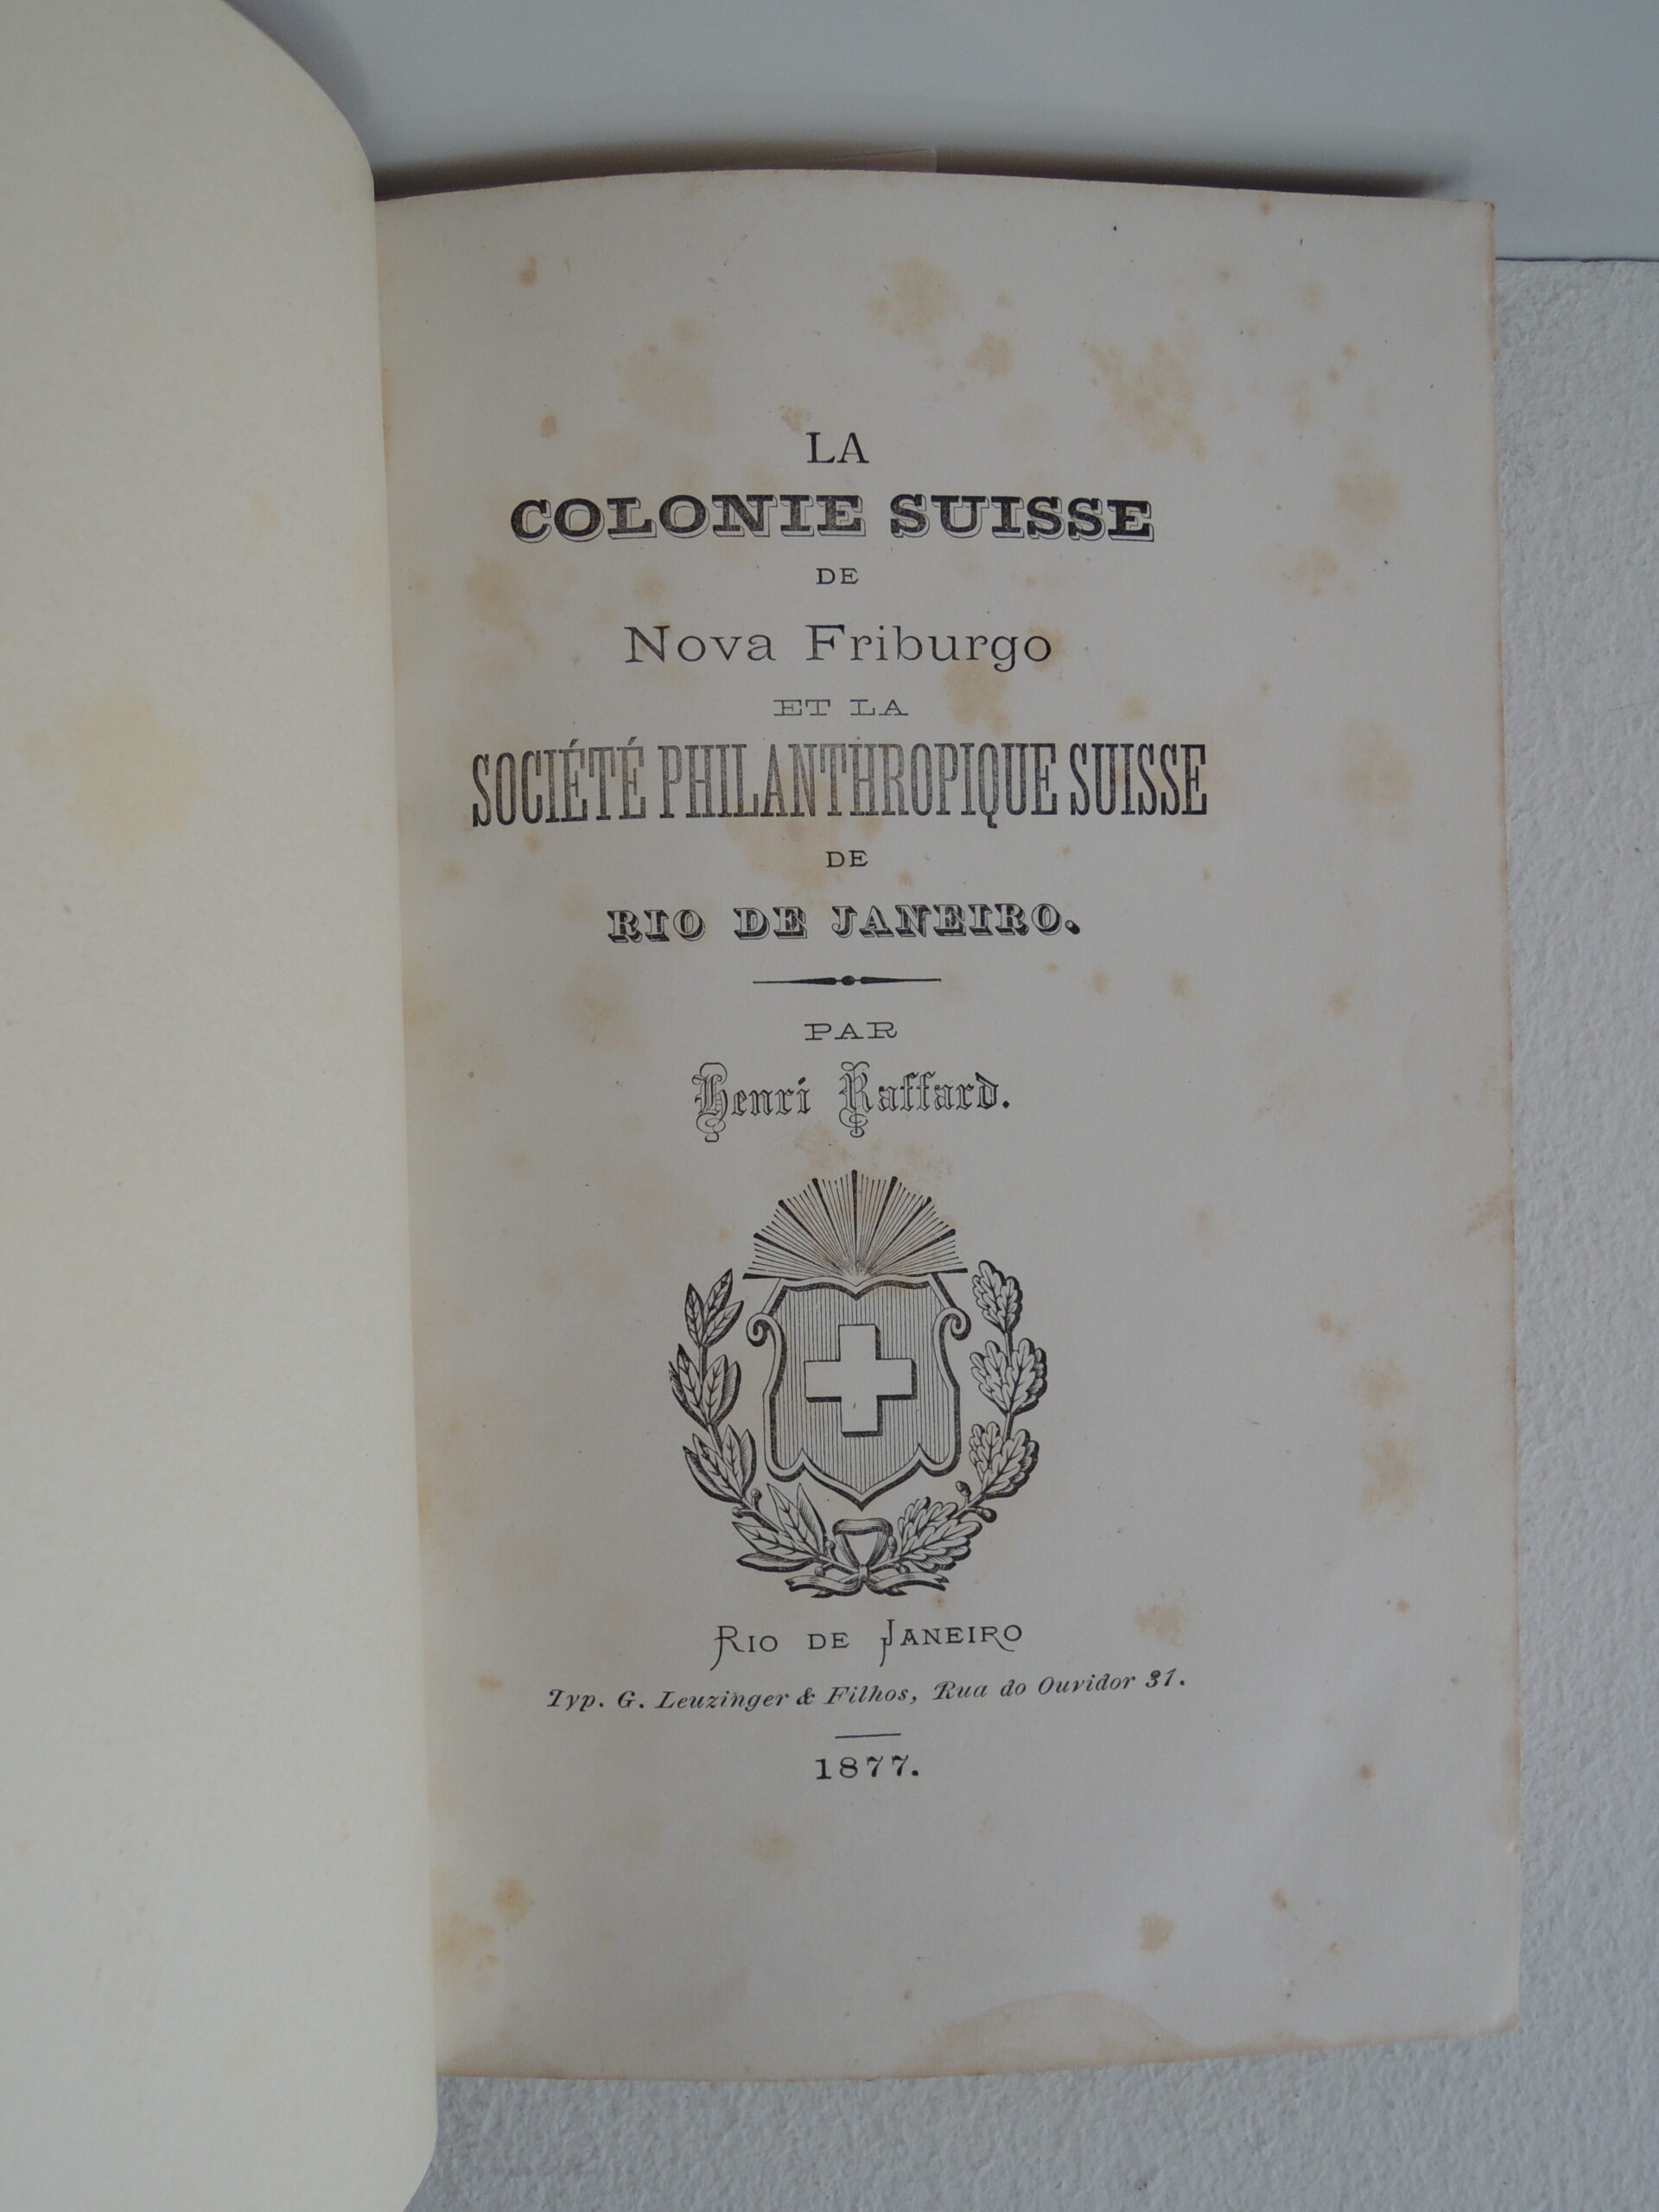 LA
COLONIE SUISSE
DE
Nova Friburgo
ET LA
SOCIÉTÉ PHILANTHROPIQUE SUISSE
DE
RIO DE JANEIRO.
PAR
Henri Raffard.
RIO DE JANEIRO
Typ. G. Leuzinger & Filhos, Rua do Ouvidor 31.
1877.